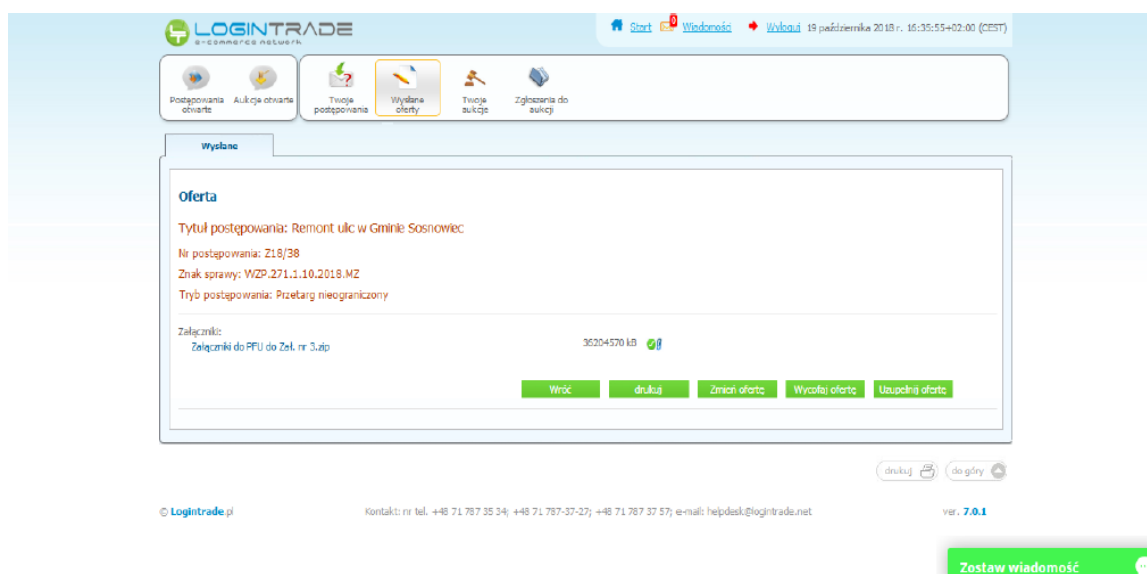 LOGINTRADE
e-commerce network
Start 0 Wiadomości Wyloguj 19 października 2018 r. 16:35:55+02:00 (CEST)
Postępowania otwarte
Aukcje otwarte
Twoje postępowania
Wysłane oferty
Twoje aukcje
Zgłoszenia do aukcji
Wysłane
Oferta
Tytuł postępowania: Remont ulic w Gminie Sosnowiec
Nr postępowania: Z18/38
Znak sprawy: WZP.271.1.10.2018.MZ
Tryb postępowania: Przetarg nieograniczony
Załączniki:
Załączniki do PFU do Zał. nr 3.zip 36204570 kB
Wróć drukuj Zmień ofertę Wycofaj ofertę Uzupełnij ofertę
drukuj do góry
© Logintrade.pl Kontakt: nr tel. +48 71 787 35 34; +48 71 787-37-27; +48 71 787 37 57; e-mail: helpdesk@logintrade.net ver. 7.0.1
Zostaw wiadomość